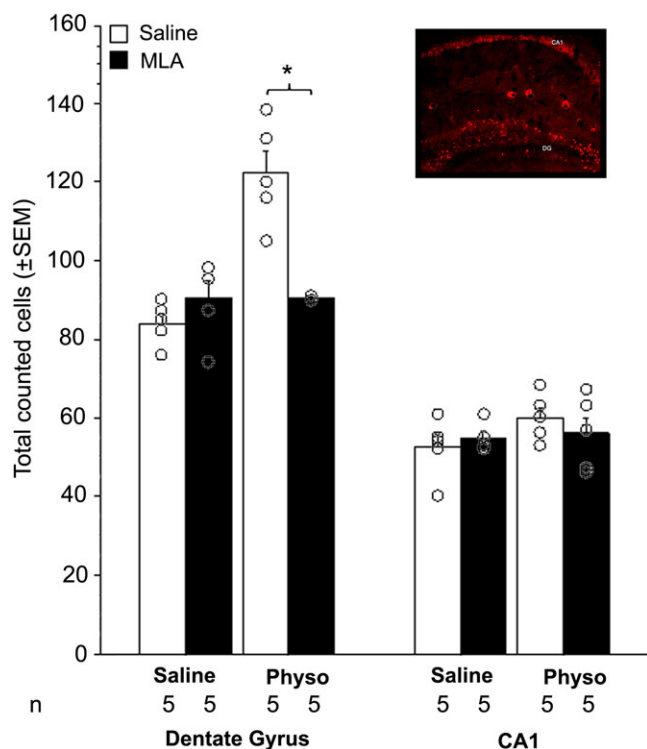 160
140
120
100
80
60
40
20
0
Total counted cells (±SEM)
Saline
MLA
*
CA1
DG
Saline Physo Saline Physo
n 5 5 5 5 5 5 5 5
Dentate Gyrus CA1